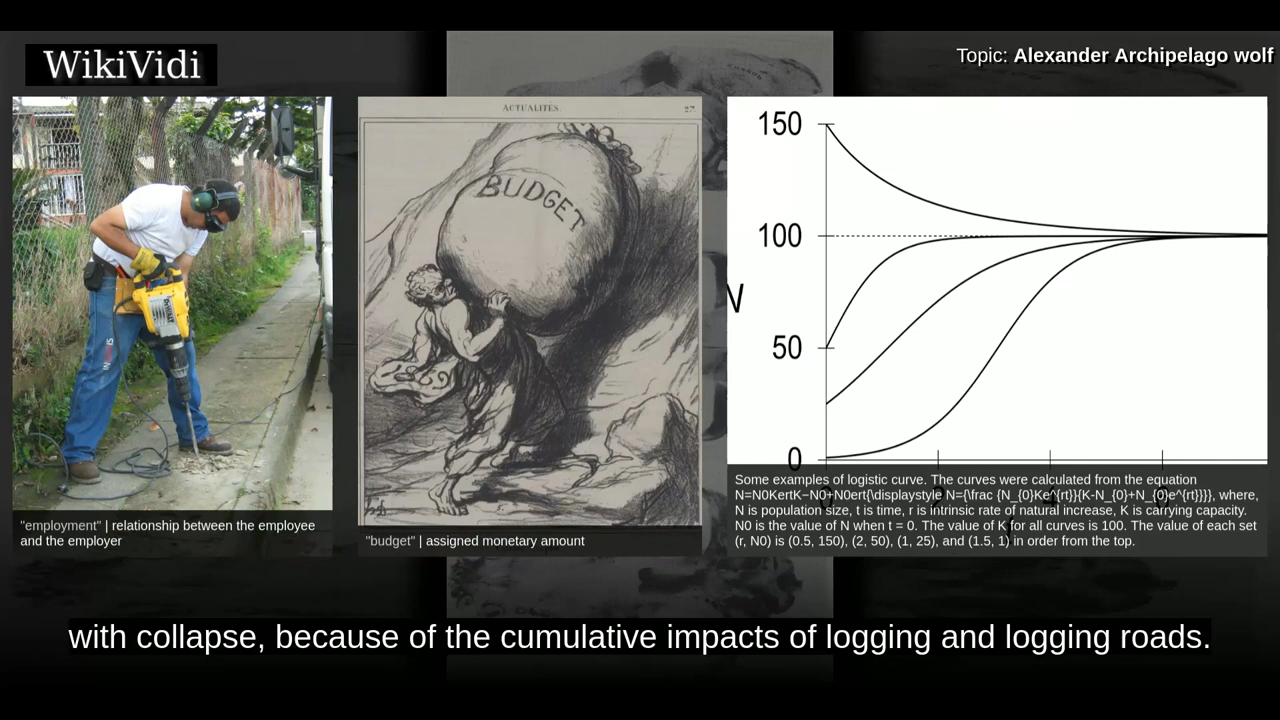 WikiVidi
Topic: Alexander Archipelago wolf
ACTUALITÉS.
27
BUDGET
150
100
N
50
0
"employment" | relationship between the employee
and the employer
"budget" | assigned monetary amount
Some examples of logistic curve. The curves were calculated from the equation
N=N0KertK−N0+N0ert{\displaystyle N={\frac {N_{0}Ke^{rt}}{K-N_{0}+N_{0}e^{rt}}}}, where,
N is population size, t is time, r is intrinsic rate of natural increase, K is carrying capacity.
N0 is the value of N when t = 0. The value of K for all curves is 100. The value of each set
(r, N0) is (0.5, 150), (2, 50), (1, 25), and (1.5, 1) in order from the top.
with collapse, because of the cumulative impacts of logging and logging roads.